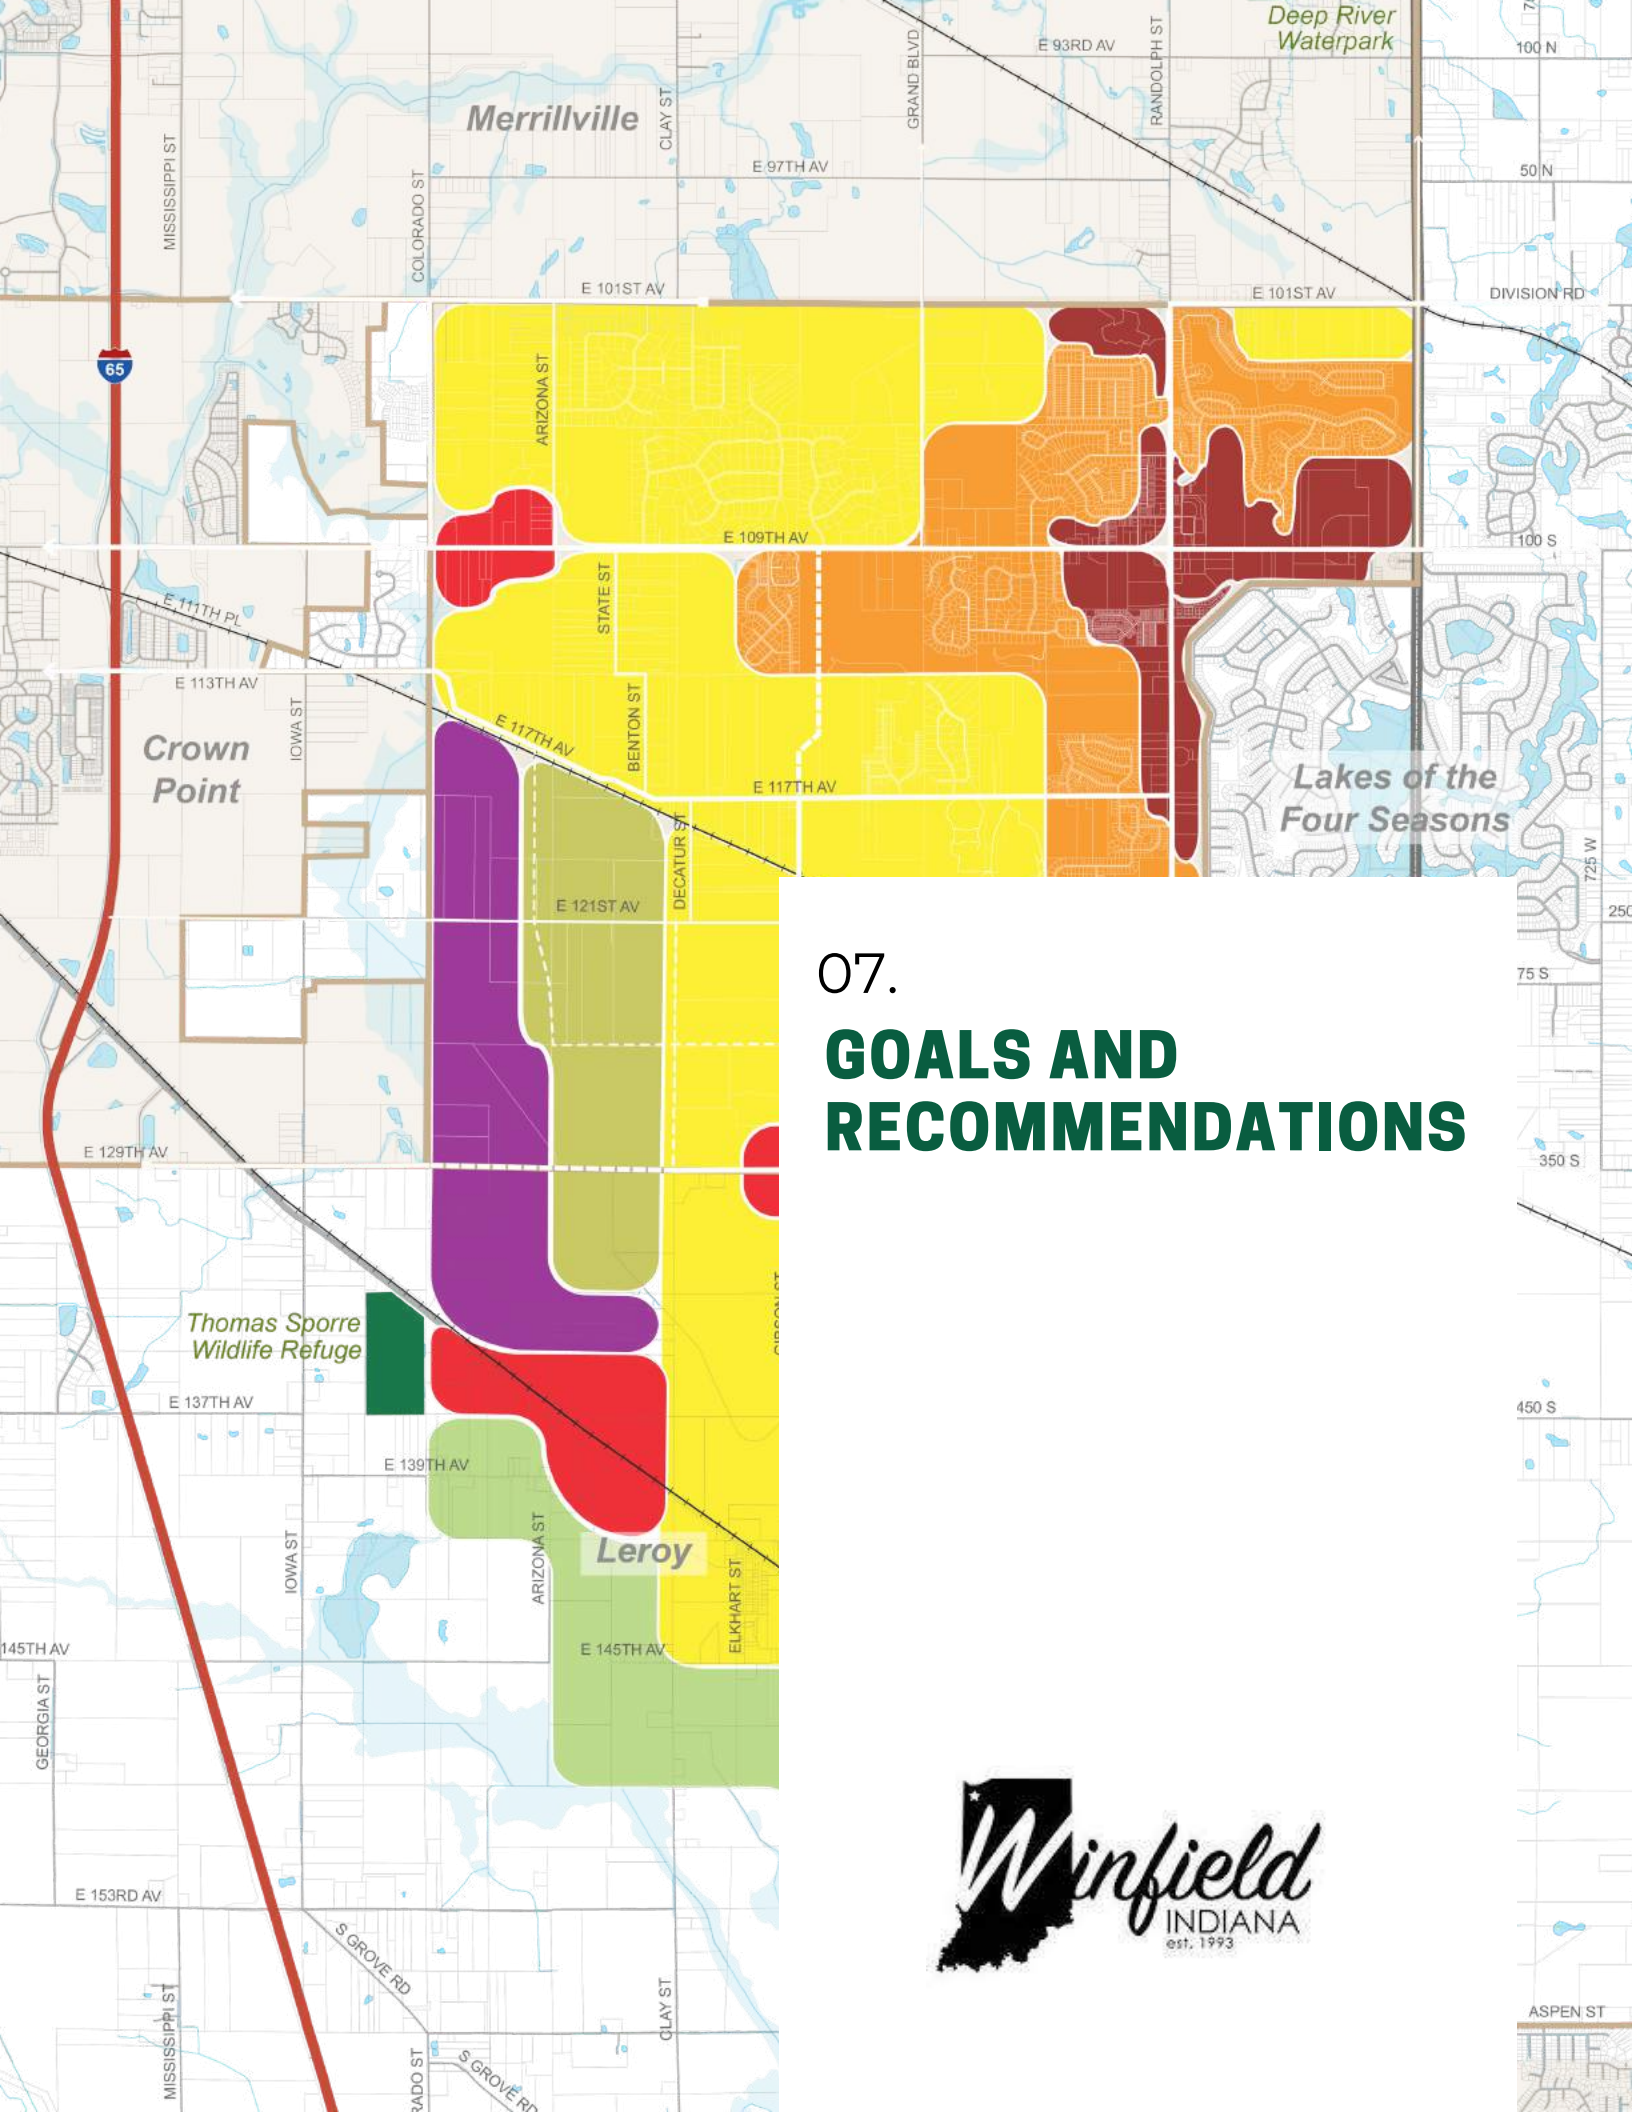 Deep River
Waterpark
100 N
E 93RD AV
RANDOLPH ST
GRAND BLVD
Merrillville
CLAY ST
MISSISSIPPI ST
E 97TH AV
50 N
COLORADO ST
E 101ST AV
E 101ST AV
DIVISION RD
65
ARIZONA ST
E 109TH AV
100 S
STATE ST
E 111TH PL
E 113TH AV
IOWA ST
BENTON ST
E 117TH AV
Crown
Point
E 117TH AV
Lakes of the
Four Seasons
DECATUR ST
725 W
E 121ST AV
250
07.
75 S
GOALS AND
RECOMMENDATIONS
E 129TH AV
350 S
Thomas Sporre
Wildlife Refuge
E 137TH AV
450 S
E 139TH AV
ARIZONA ST
IOWA ST
Leroy
ELKHART ST
145TH AV
E 145TH AV
GEORGIA ST
Winfield
INDIANA
est, 1993
E 153RD AV
S GROVE RD
MISSISSIPPI ST
CLAY ST
ASPEN ST
RADO ST
S GROVE RD